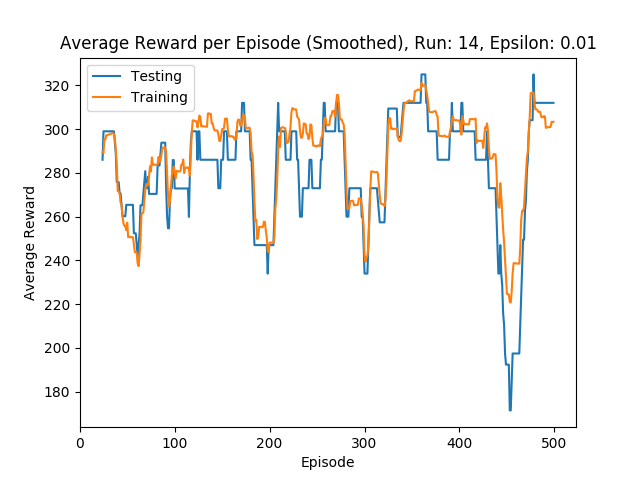 Average Reward per Episode (Smoothed), Run: 14, Epsilon: 0.01
Testing
Training
Average Reward
320
300
280
260
240
220
200
180
0 100 200 300 400 500
Episode